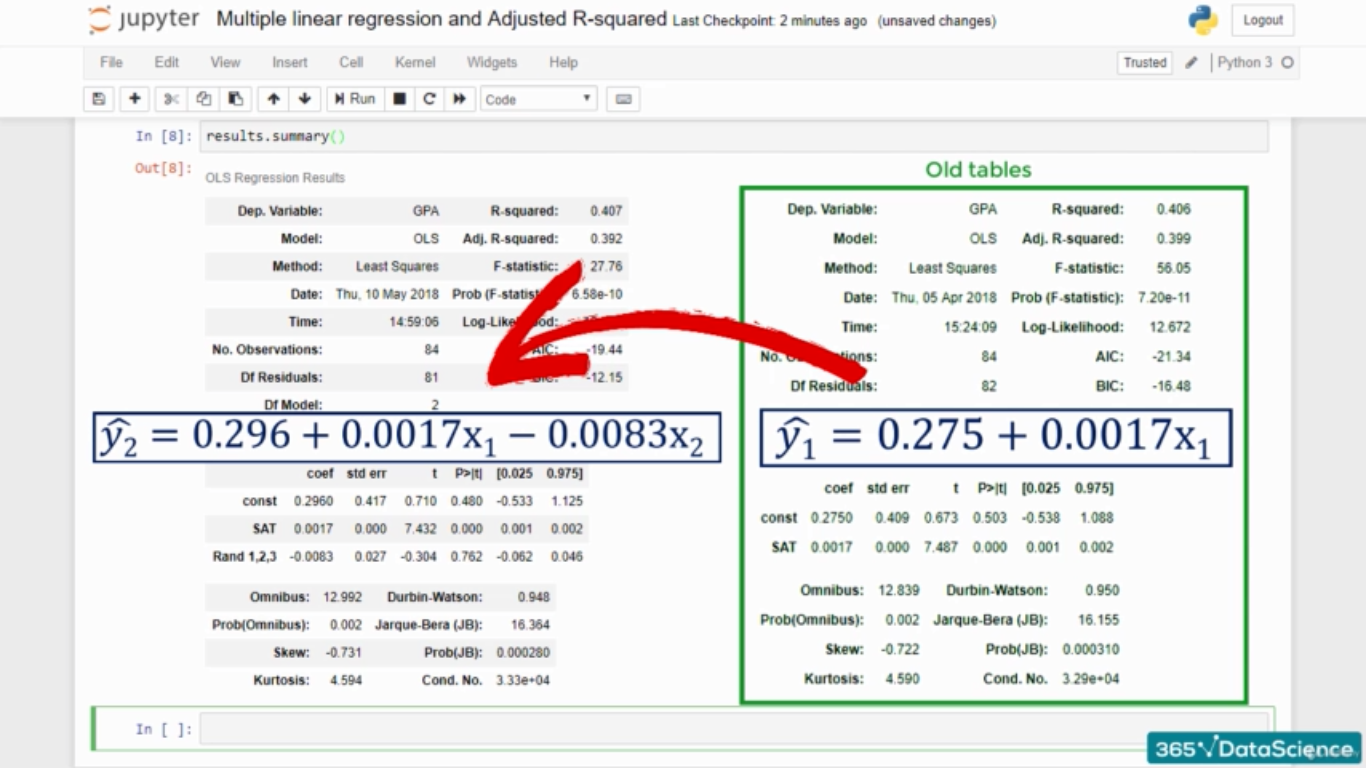 jupyter Multiple linear regression and Adjusted R-squared Last Checkpoint: 2 minutes ago (unsaved changes) Logout
File Edit View Insert Cell Kernel Widgets Help Trusted Python 3
Run Code
In [8]: results.summary()
Out[8]: OLS Regression Results
Dep. Variable: GPA R-squared: 0.407
Model: OLS Adj. R-squared: 0.392
Method: Least Squares F-statistic: 27.76
Date: Thu, 10 May 2018 Prob (F-statist 6.58e-10
Time: 14:59:06 Log-Like ood:
No. Observations: 84 AIC: -19.44
Df Residuals: 81 BIC: -12.15
Df Model: 2
ŷ₂ = 0.296 + 0.0017x₁ − 0.0083x₂
coef std err t P>|t| [0.025 0.975]
const 0.2960 0.417 0.710 0.480 -0.533 1.125
SAT 0.0017 0.000 7.432 0.000 0.001 0.002
Rand 1,2,3 -0.0083 0.027 -0.304 0.762 -0.062 0.046
Omnibus: 12.992 Durbin-Watson: 0.948
Prob(Omnibus): 0.002 Jarque-Bera (JB): 16.364
Skew: -0.731 Prob(JB): 0.000280
Kurtosis: 4.594 Cond. No. 3.33e+04
Old tables
Dep. Variable: GPA R-squared: 0.406
Model: OLS Adj. R-squared: 0.399
Method: Least Squares F-statistic: 56.05
Date: Thu, 05 Apr 2018 Prob (F-statistic): 7.20e-11
Time: 15:24:09 Log-Likelihood: 12.672
No. Observations: 84 AIC: -21.34
Df Residuals: 82 BIC: -16.48
ŷ₁ = 0.275 + 0.0017x₁
coef std err t P>|t| [0.025 0.975]
const 0.2750 0.409 0.673 0.503 -0.538 1.088
SAT 0.0017 0.000 7.487 0.000 0.001 0.002
Omnibus: 12.839 Durbin-Watson: 0.950
Prob(Omnibus): 0.002 Jarque-Bera (JB): 16.155
Skew: -0.722 Prob(JB): 0.000310
Kurtosis: 4.590 Cond. No. 3.29e+04
In [ ]:
365 DataScience